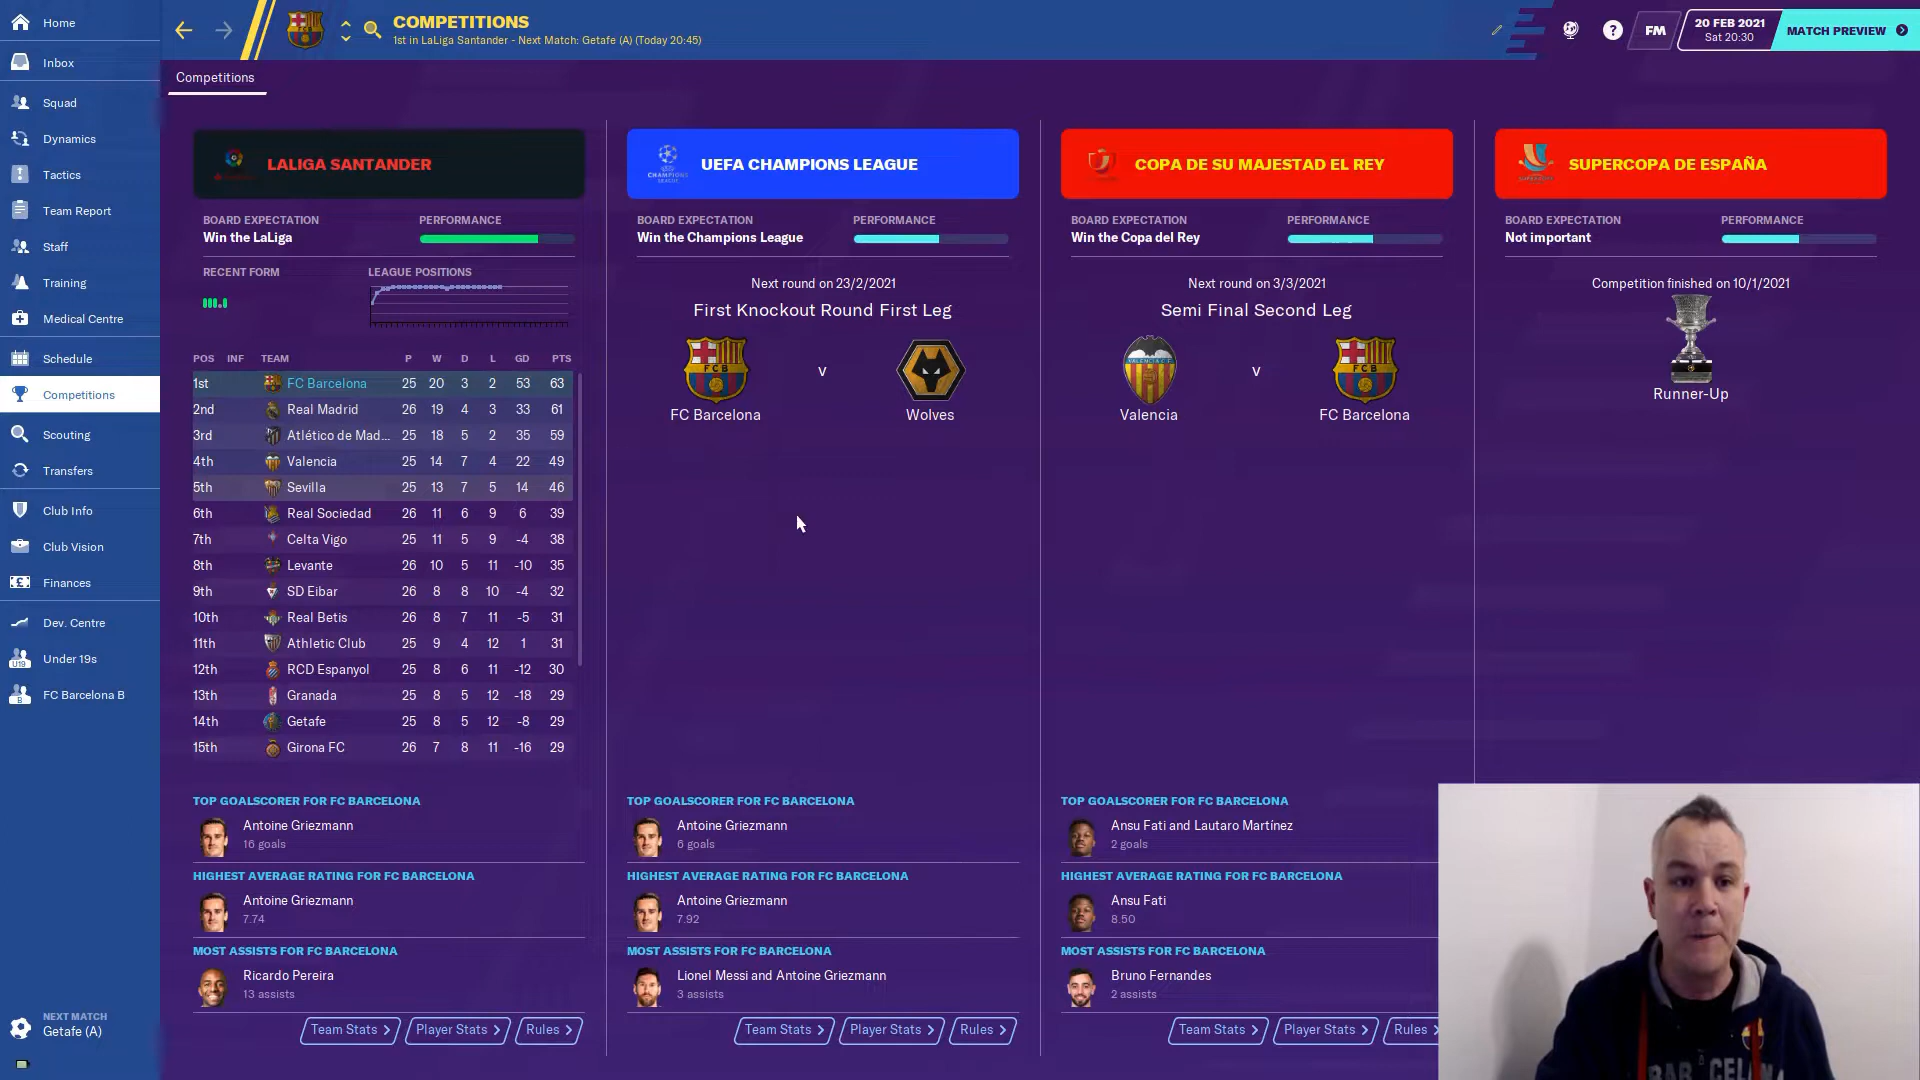 Home
Inbox
Squad
Dynamics
Tactics
Team Report
Staff
Training
Medical Centre
Schedule
Competitions
Scouting
Transfers
Club Info
Club Vision
Finances
Dev. Centre
Under 19s
FC Barcelona B
NEXT MATCH
Getafe (A)
COMPETITIONS
1st in LaLiga Santander - Next Match: Getafe (A) (Today 20:45)
? FM 20 FEB 2021
Sat 20:30
MATCH PREVIEW
Competitions
LALIGA SANTANDER
BOARD EXPECTATION PERFORMANCE
Win the LaLiga
RECENT FORM LEAGUE POSITIONS
POS INF TEAM P W D L GD PTS
1st FC Barcelona 25 20 3 2 53 63
2nd Real Madrid 26 19 4 3 33 61
3rd Atlético de Mad... 25 18 5 2 35 59
4th Valencia 25 14 7 4 22 49
5th Sevilla 25 13 7 5 14 46
6th Real Sociedad 26 11 6 9 6 39
7th Celta Vigo 25 11 5 9 -4 38
8th Levante 26 10 5 11 -10 35
9th SD Eibar 26 8 8 10 -4 32
10th Real Betis 26 8 7 11 -5 31
11th Athletic Club 25 9 4 12 1 31
12th RCD Espanyol 25 8 6 11 -12 30
13th Granada 25 8 5 12 -18 29
14th Getafe 25 8 5 12 -8 29
15th Girona FC 26 7 8 11 -16 29
TOP GOALSCORER FOR FC BARCELONA
Antoine Griezmann
16 goals
HIGHEST AVERAGE RATING FOR FC BARCELONA
Antoine Griezmann
7.74
MOST ASSISTS FOR FC BARCELONA
Ricardo Pereira
13 assists
Team Stats Player Stats Rules
UEFA CHAMPIONS LEAGUE
BOARD EXPECTATION PERFORMANCE
Win the Champions League
Next round on 23/2/2021
First Knockout Round First Leg
v
FC Barcelona Wolves
TOP GOALSCORER FOR FC BARCELONA
Antoine Griezmann
6 goals
HIGHEST AVERAGE RATING FOR FC BARCELONA
Antoine Griezmann
7.92
MOST ASSISTS FOR FC BARCELONA
Lionel Messi and Antoine Griezmann
3 assists
Team Stats Player Stats Rules
COPA DE SU MAJESTAD EL REY
BOARD EXPECTATION PERFORMANCE
Win the Copa del Rey
Next round on 3/3/2021
Semi Final Second Leg
v
Valencia FC Barcelona
TOP GOALSCORER FOR FC BARCELONA
Ansu Fati and Lautaro Martínez
2 goals
HIGHEST AVERAGE RATING FOR FC BARCELONA
Ansu Fati
8.50
MOST ASSISTS FOR FC BARCELONA
Bruno Fernandes
2 assists
Team Stats Player Stats Rules
SUPERCOPA DE ESPAÑA
BOARD EXPECTATION PERFORMANCE
Not important
Competition finished on 10/1/2021
Runner-Up